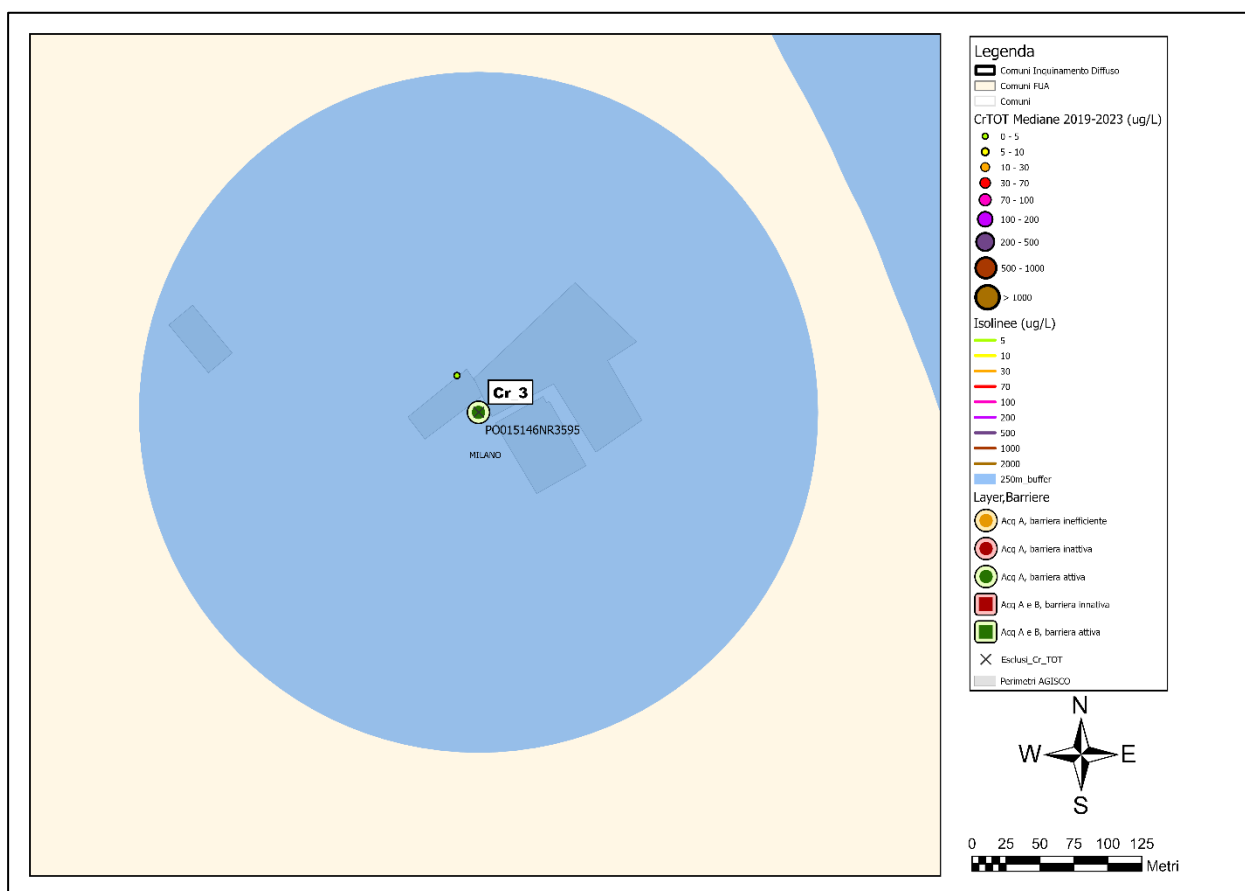 Cr_3
PO015146NR3595
MILANO
Legenda
Comuni Inquinamento Diffuso
Comuni FUA
Comuni
CrTOT Mediane 2019-2023 (ug/L)
0 - 5
5 - 10
10 - 30
30 - 70
70 - 100
100 - 200
200 - 500
500 - 1000
> 1000
Isolinee (ug/L)
5
10
30
70
100
200
500
1000
2000
250m_buffer
Layer,Barriere
Acq A, barriera inefficiente
Acq A, barriera inattiva
Acq A, barriera attiva
Acq A e B, barriera innativa
Acq A e B, barriera attiva
Esclusi_Cr_TOT
Perimetri AGISCO
N
W E
S
0 25 50 75 100 125
Metri